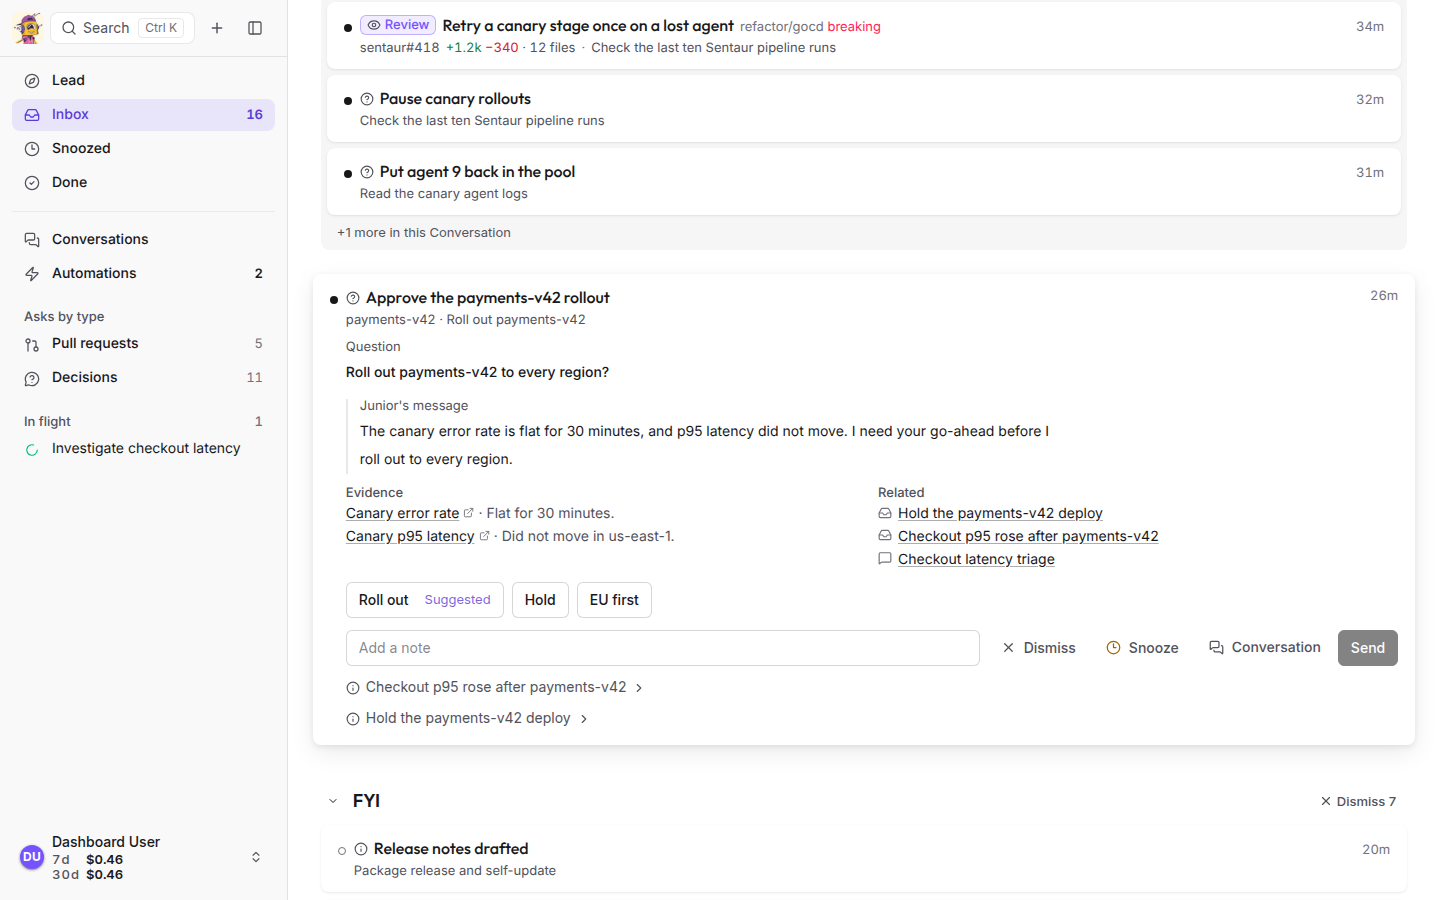 Search Ctrl K
Lead
Inbox 16
Snoozed
Done
Conversations
Automations 2
Asks by type
Pull requests 5
Decisions 11
In flight 1
Investigate checkout latency
DU Dashboard User
7d $0.46
30d $0.46
Review Retry a canary stage once on a lost agent refactor/gocd breaking 34m
sentaur#418 +1.2k −340 · 12 files · Check the last ten Sentaur pipeline runs
Pause canary rollouts 32m
Check the last ten Sentaur pipeline runs
Put agent 9 back in the pool 31m
Read the canary agent logs
+1 more in this Conversation
Approve the payments-v42 rollout 26m
payments-v42 · Roll out payments-v42
Question
Roll out payments-v42 to every region?
Junior's message
The canary error rate is flat for 30 minutes, and p95 latency did not move. I need your go-ahead before I
roll out to every region.
Evidence
Canary error rate · Flat for 30 minutes.
Canary p95 latency · Did not move in us-east-1.
Related
Hold the payments-v42 deploy
Checkout p95 rose after payments-v42
Checkout latency triage
Roll out Suggested Hold EU first
Add a note Dismiss Snooze Conversation Send
Checkout p95 rose after payments-v42
Hold the payments-v42 deploy
FYI Dismiss 7
Release notes drafted 20m
Package release and self-update